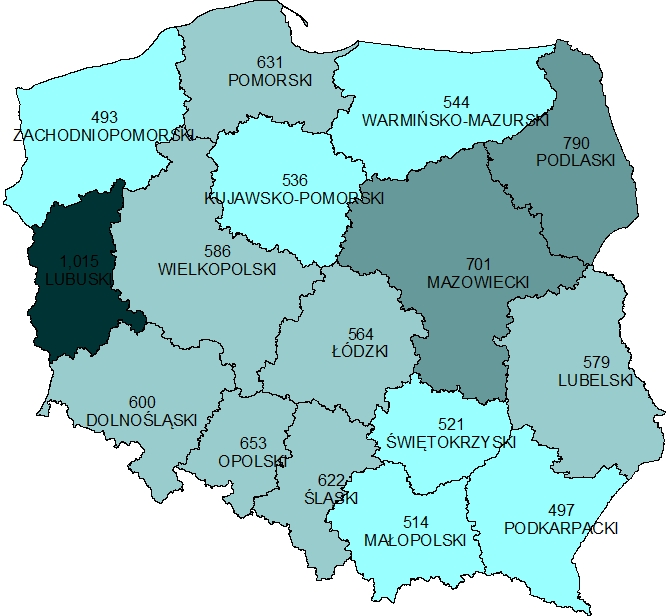 631
POMORSKI
493
ZACHODNIOPOMORSKI
544
WARMIŃSKO-MAZURSKI
790
PODLASKI
536
KUJAWSKO-POMORSKI
1,015
LUBUSKI
586
WIELKOPOLSKI
701
MAZOWIECKI
564
ŁÓDZKI
579
LUBELSKI
600
DOLNOŚLĄSKI
653
OPOLSKI
622
ŚLĄSKI
521
ŚWIĘTOKRZYSKI
514
MAŁOPOLSKI
497
PODKARPACKI